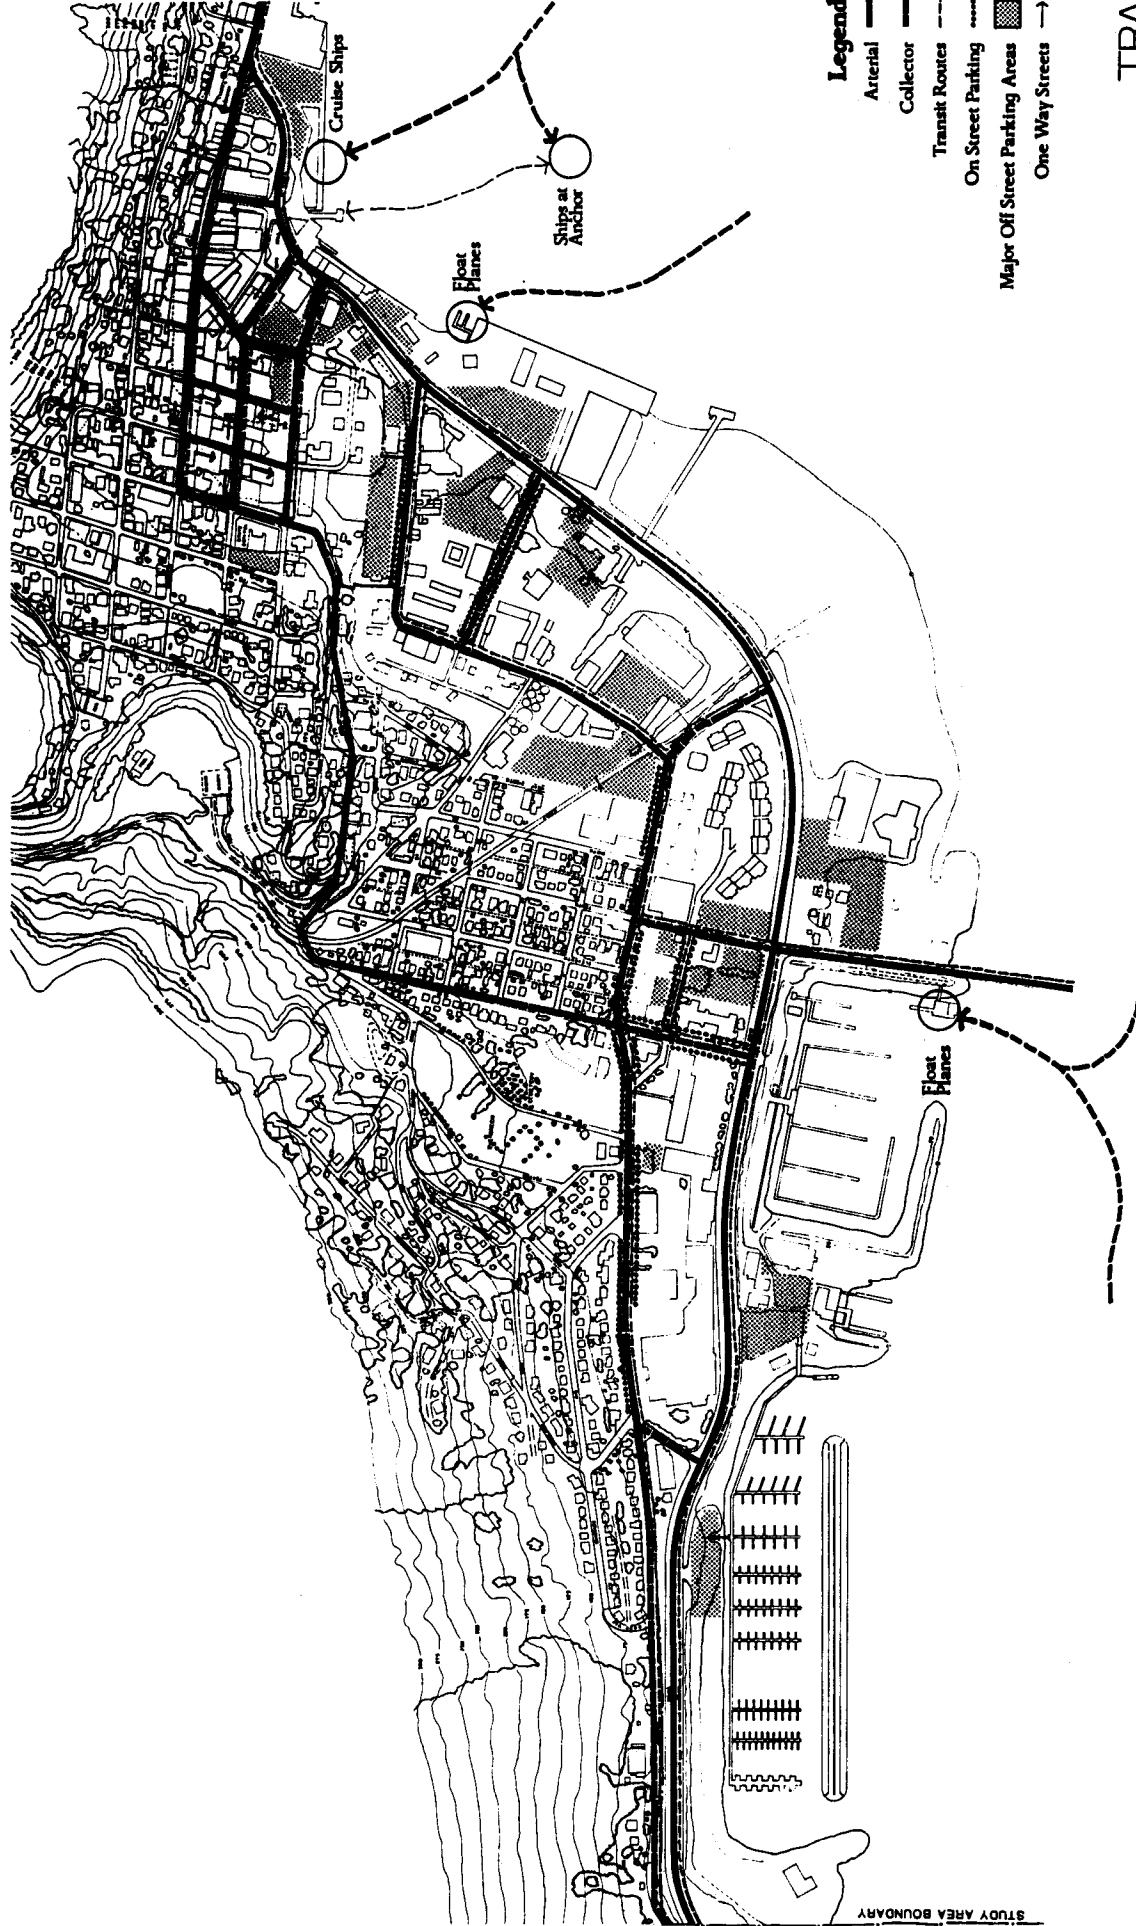 Cruise Ships
Ships at
Anchor
Float
Planes
Float
Planes
Legend
Arterial
Collector
Transit Routes
On Street Parking
Major Off Street Parking Areas
One Way Streets
TRA
STUDY AREA BOUNDARY